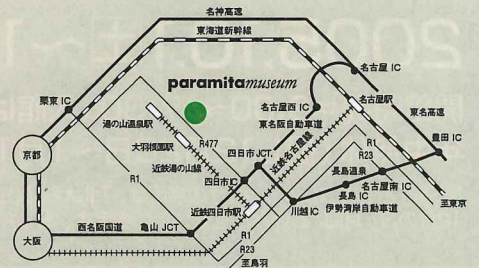 名神高速
東海道新幹線
名古屋 IC
paramitamuseum
名古屋駅
栗東 IC
名古屋西 IC
東名高速
湯の山温泉駅
東名阪自動車道
豊田 IC
大羽根園駅
R477
四日市 JCT.
近鉄名古屋線
R1
R23
京都
近鉄湯の山線
長島温泉
R1
四日市 IC
名古屋南 IC
長島 IC
至東京
近鉄四日市駅
川越 IC
伊勢湾岸自動車道
大阪
西名阪国道
亀山 JCT
R1
R23
至鳥羽